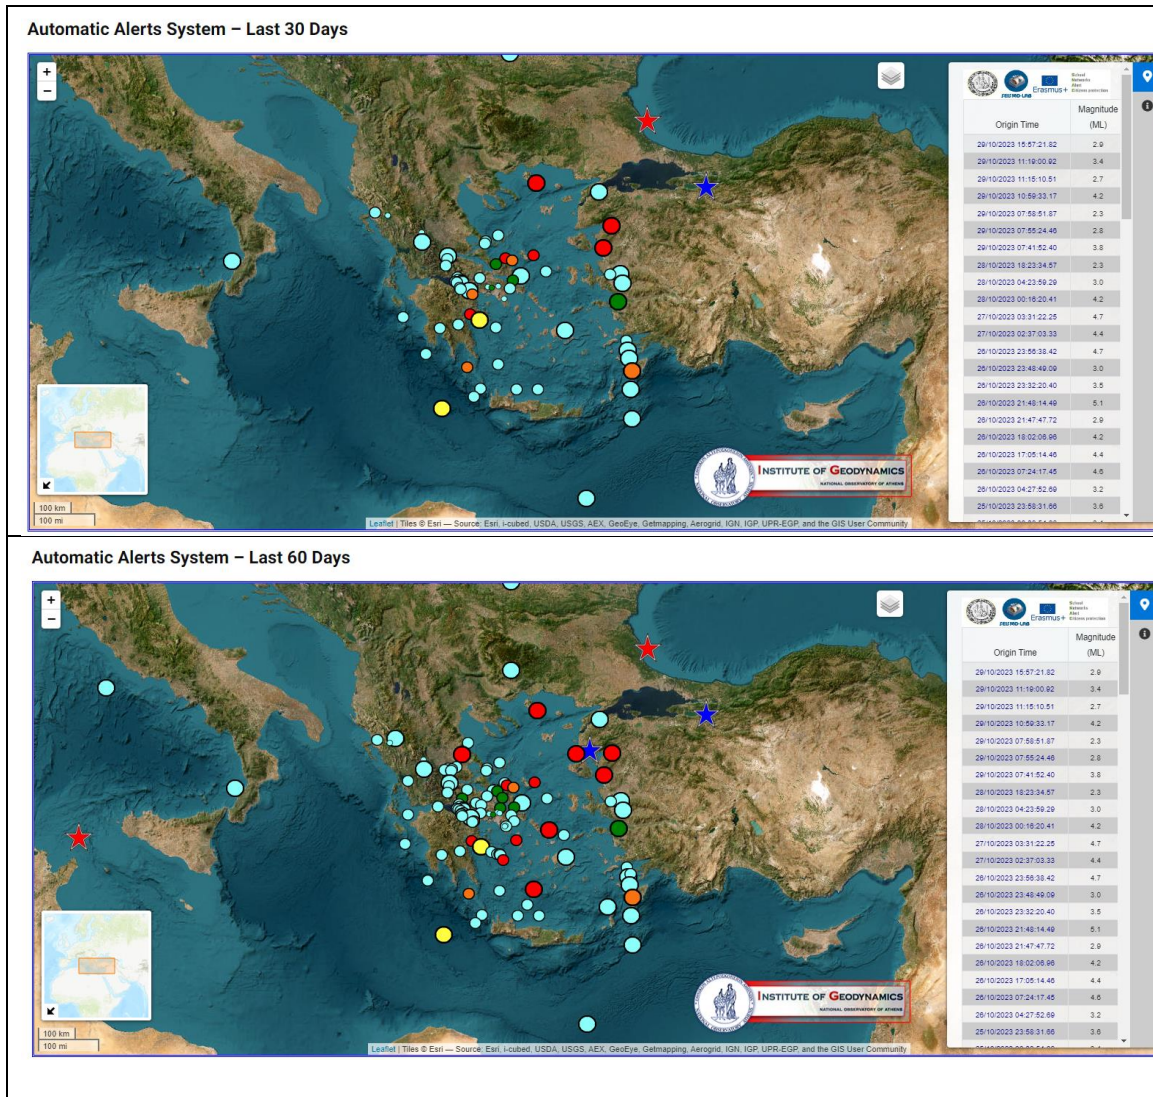 Automatic Alerts System – Last 30 Days
+
−
Erasmus+
Origin Time
Magnitude (ML)
29/10/2023 15:57:21.82 2.9
29/10/2023 11:19:00.92 3.4
29/10/2023 11:15:10.51 2.7
29/10/2023 10:59:33.17 4.2
29/10/2023 07:58:51.87 2.3
29/10/2023 07:55:24.46 2.8
29/10/2023 07:41:52.40 3.8
28/10/2023 18:23:34.57 2.3
28/10/2023 04:23:59.29 3.0
28/10/2023 00:16:20.41 4.2
27/10/2023 03:31:22.25 4.7
27/10/2023 02:37:03.33 4.4
26/10/2023 23:56:38.42 4.7
26/10/2023 23:48:49.09 3.0
26/10/2023 23:32:20.40 3.5
26/10/2023 21:48:14.49 5.1
26/10/2023 21:47:47.72 2.9
26/10/2023 18:02:06.96 4.2
26/10/2023 17:05:14.46 4.4
26/10/2023 07:24:17.45 4.6
26/10/2023 04:27:52.69 3.2
25/10/2023 23:58:31.66 3.6
INSTITUTE OF GEODYNAMICS
NATIONAL OBSERVATORY OF ATHENS
100 km
100 mi
Leaflet | Tiles © Esri — Source: Esri, i-cubed, USDA, USGS, AEX, GeoEye, Getmapping, Aerogrid, IGN, IGP, UPR-EGP, and the GIS User Community
Automatic Alerts System – Last 60 Days
+
−
Erasmus+
Origin Time
Magnitude (ML)
29/10/2023 15:57:21.82 2.9
29/10/2023 11:19:00.92 3.4
29/10/2023 11:15:10.51 2.7
29/10/2023 10:59:33.17 4.2
29/10/2023 07:58:51.87 2.3
29/10/2023 07:55:24.46 2.8
29/10/2023 07:41:52.40 3.8
28/10/2023 18:23:34.57 2.3
28/10/2023 04:23:59.29 3.0
28/10/2023 00:16:20.41 4.2
27/10/2023 03:31:22.25 4.7
27/10/2023 02:37:03.33 4.4
26/10/2023 23:56:38.42 4.7
26/10/2023 23:48:49.09 3.0
26/10/2023 23:32:20.40 3.5
26/10/2023 21:48:14.49 5.1
26/10/2023 21:47:47.72 2.9
26/10/2023 18:02:06.96 4.2
26/10/2023 17:05:14.46 4.4
26/10/2023 07:24:17.45 4.6
26/10/2023 04:27:52.69 3.2
25/10/2023 23:58:31.66 3.6
INSTITUTE OF GEODYNAMICS
NATIONAL OBSERVATORY OF ATHENS
100 km
100 mi
Leaflet | Tiles © Esri — Source: Esri, i-cubed, USDA, USGS, AEX, GeoEye, Getmapping, Aerogrid, IGN, IGP, UPR-EGP, and the GIS User Community